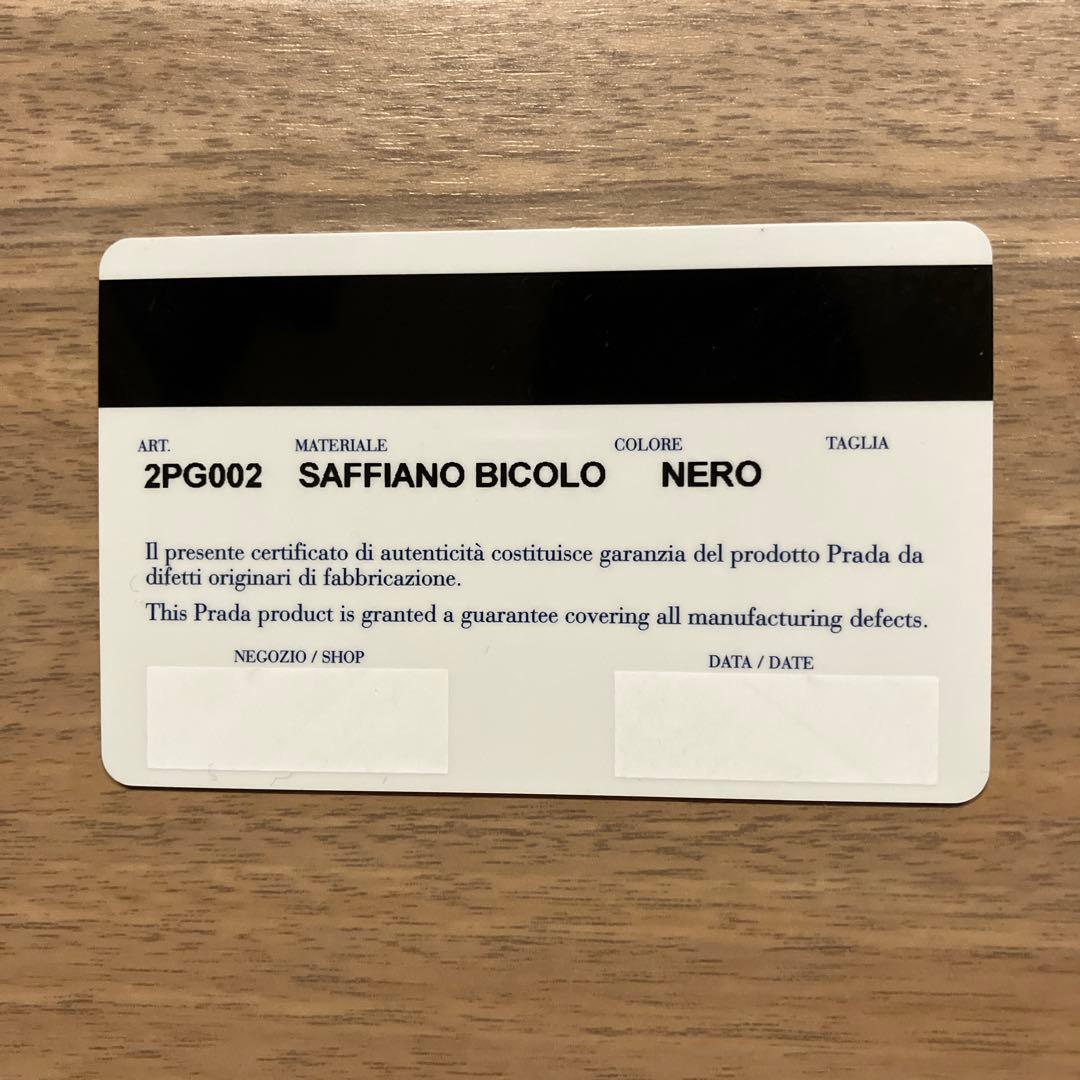 ART. MATERIALE COLORE TAGLIA
2PG002 SAFFIANO BICOLO NERO
Il presente certificato di autenticità costituisce garanzia del prodotto Prada da
difetti originari di fabbricazione.
This Prada product is granted a guarantee covering all manufacturing defects.
NEGOZIO / SHOP DATA / DATE